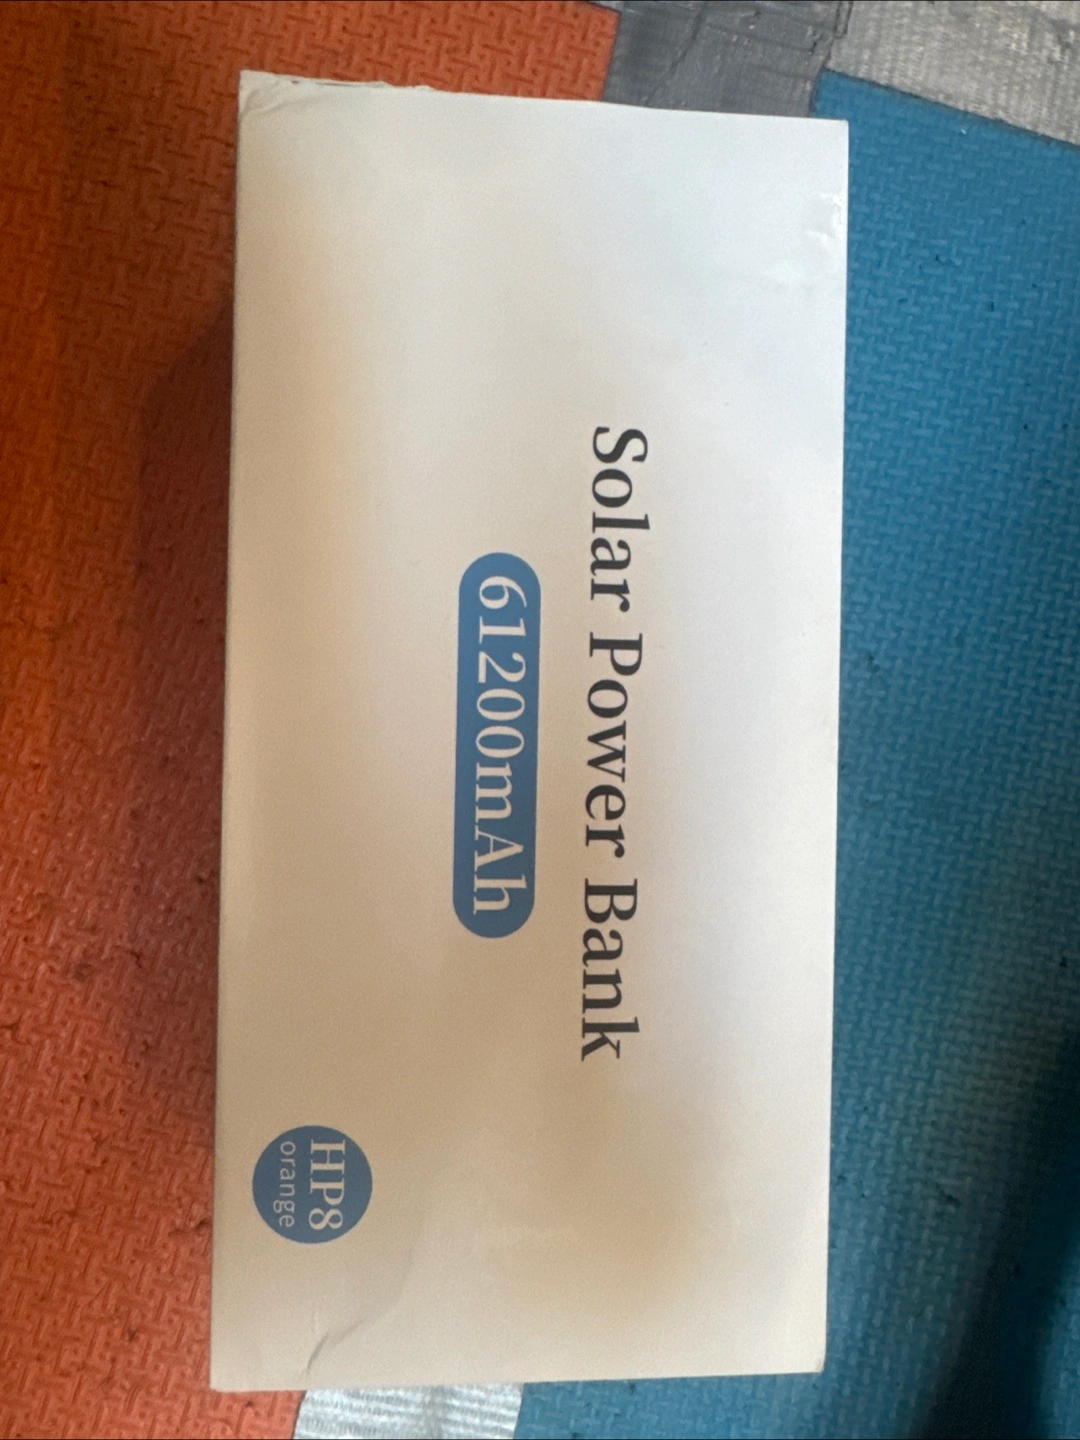 Solar Power Bank
61200mAh
HP8
orange